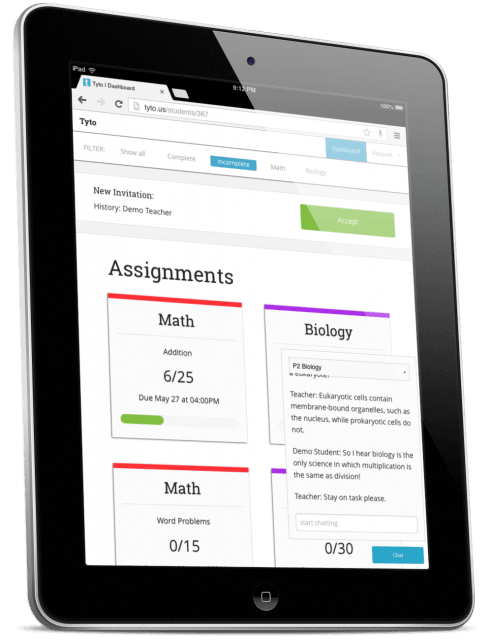 iPad
9:12 PM
100%
Tyto | Dashboard
tyto.us/students/367
Tyto
Dashboard
Account
FILTER:
Show all
Complete
Incomplete
Math
Biology
New Invitation:
History: Demo Teacher
Accept
Assignments
Math
Addition
6/25
Due May 27 at 04:00PM
Biology
P2 Biology
a eukaryotic?
Teacher: Eukaryotic cells contain
membrane-bound organelles, such as
the nucleus, while prokaryotic cells do
not.
Demo Student: So I hear biology is the
only science in which multiplication is
the same as division!
Teacher: Stay on task please.
start chatting
Chat
Math
Word Problems
0/15
0/30